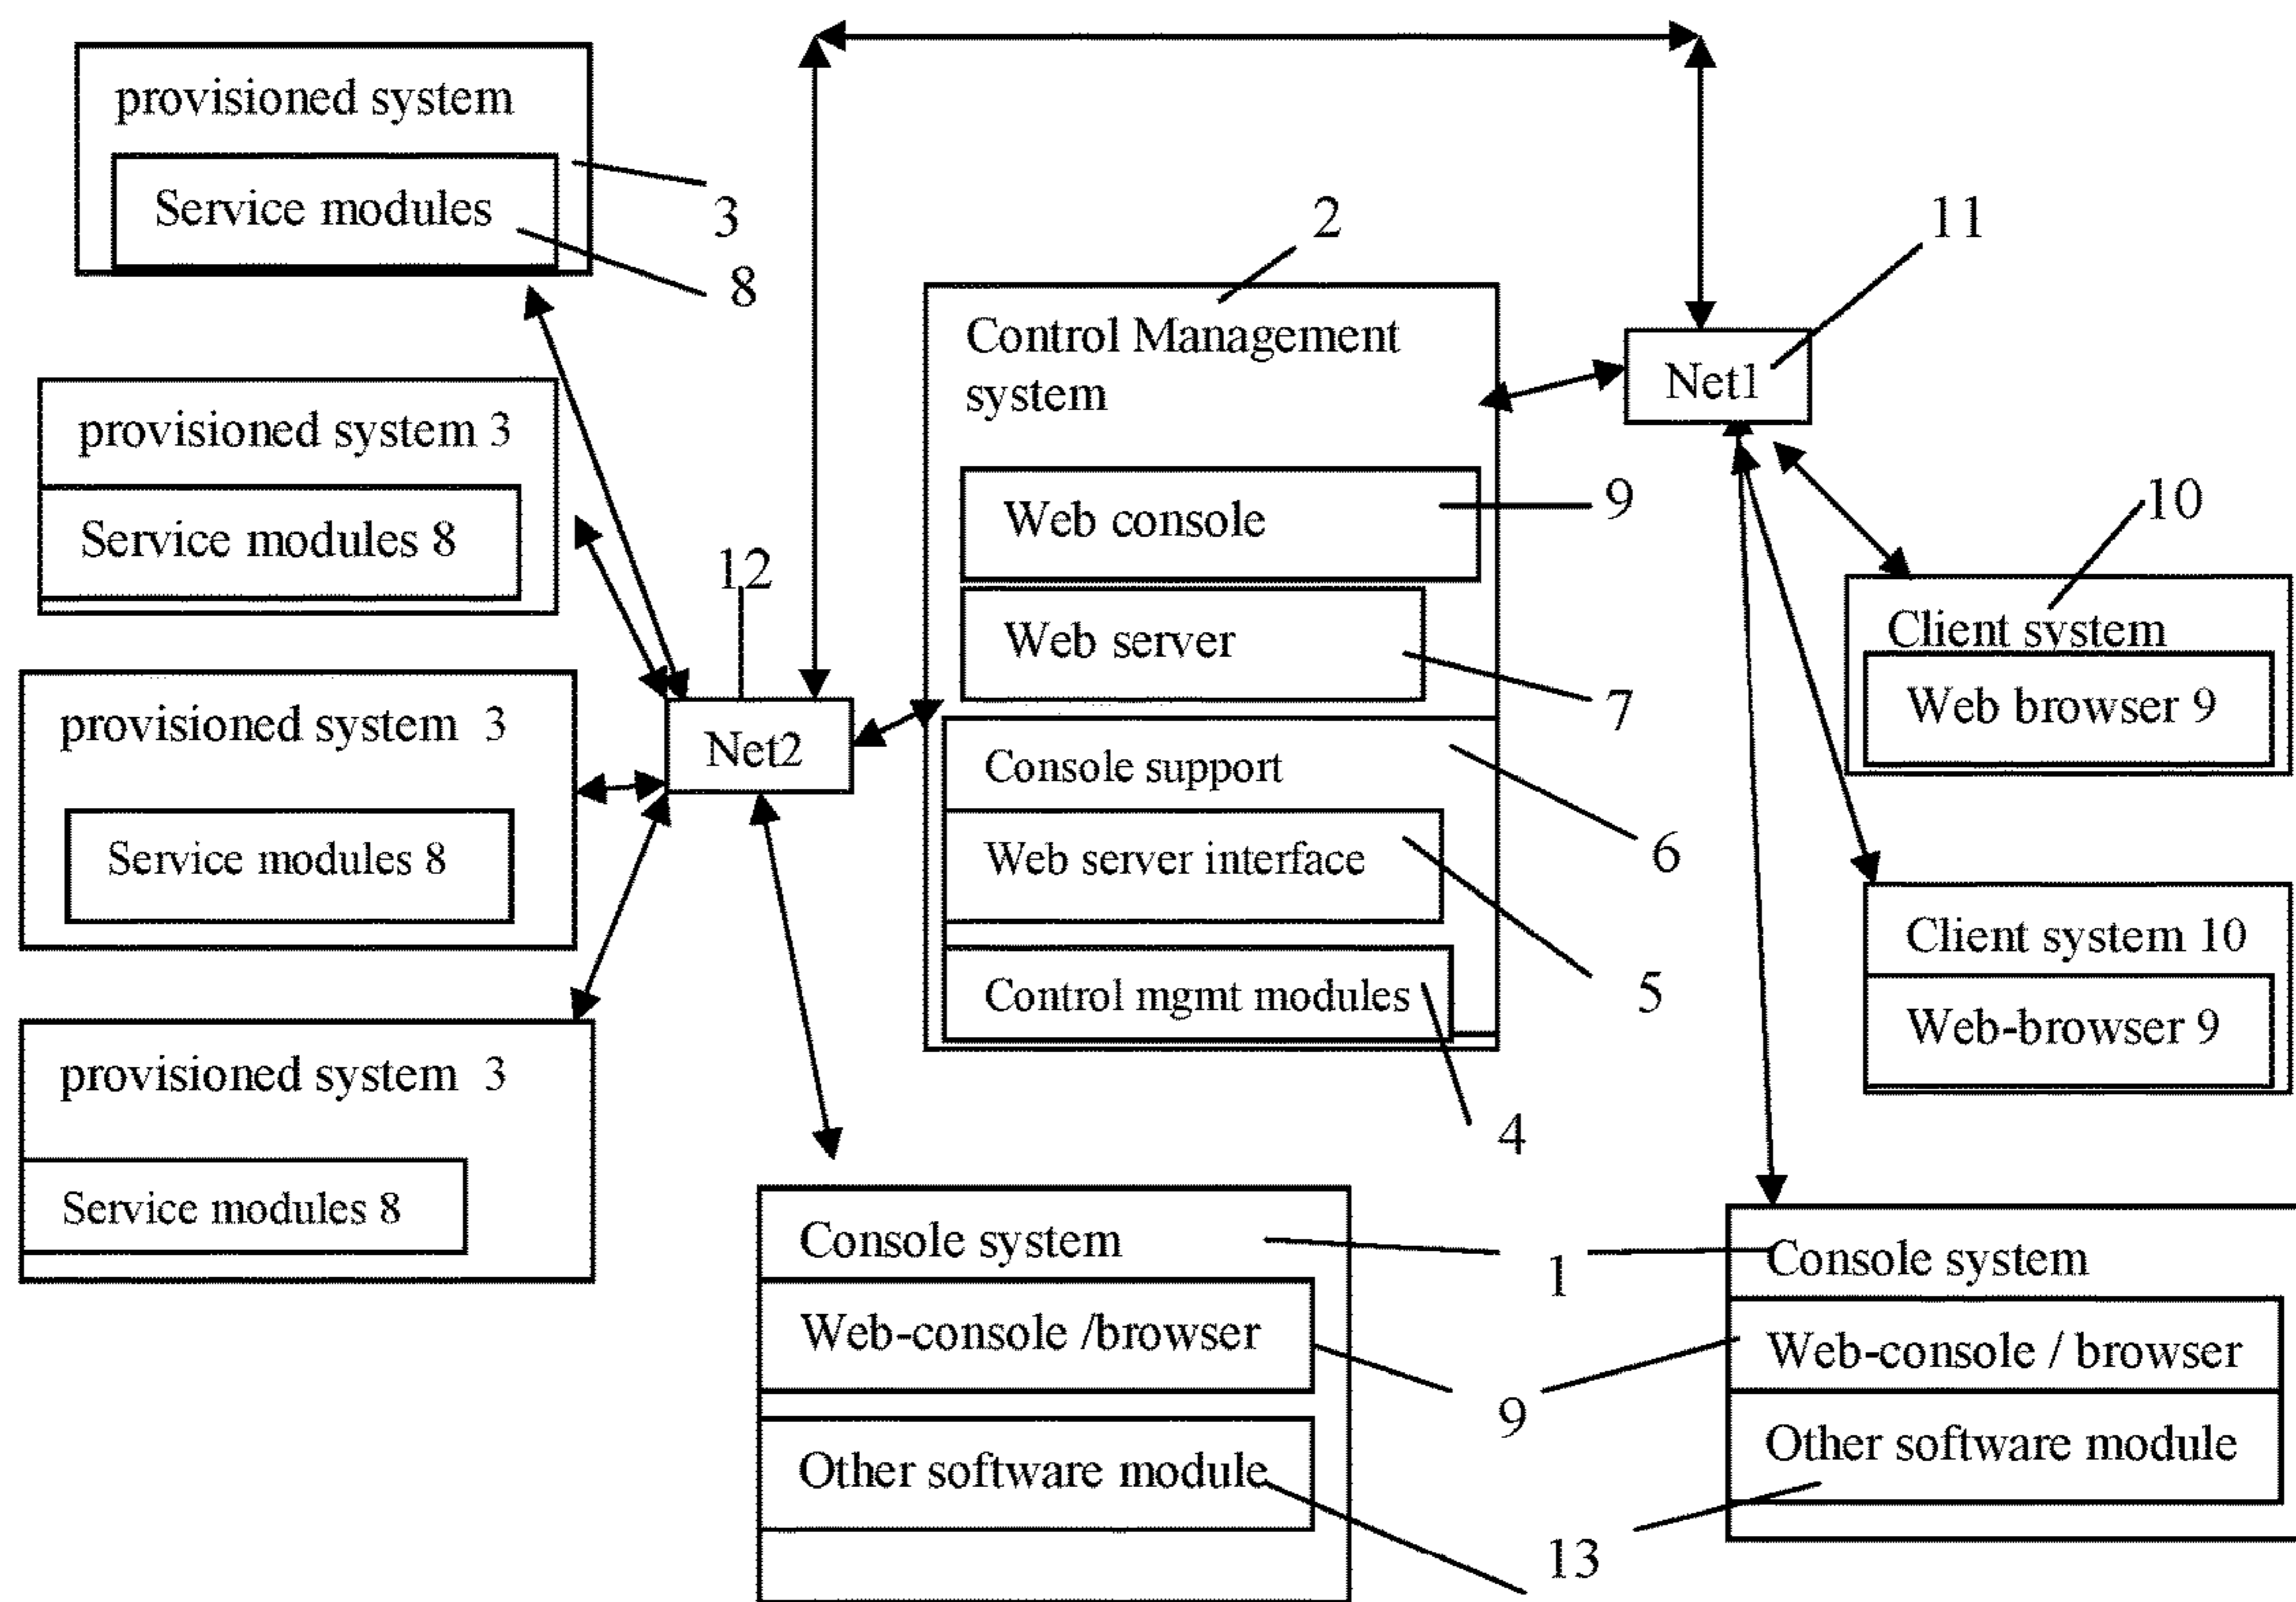 provisioned system
Service modules
3
8
provisioned system 3
Service modules 8
provisioned system 3
Service modules 8
provisioned system 3
Service modules 8
12
Net2
2
Control Management
system
Web console
9
Web server
7
Console support
6
Web server interface
5
Control mgmt modules
4
11
Net1
10
Client system
Web browser 9
Client system 10
Web-browser 9
Console system
1
Web-console /browser
9
Other software module
13
Console system
Web-console / browser
Other software module